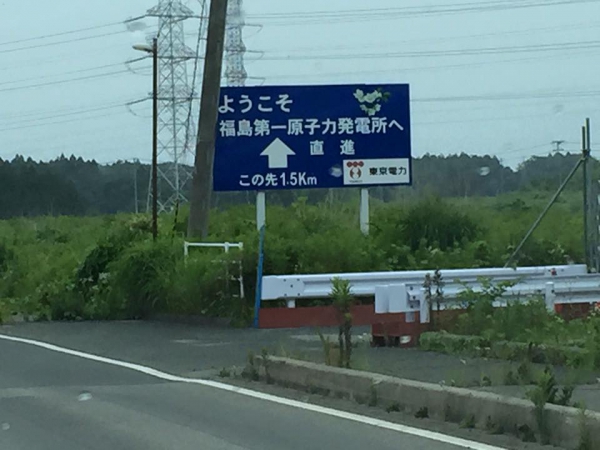 ようこそ
福島第一原子力発電所へ
直進
この先1.5Km
東京電力